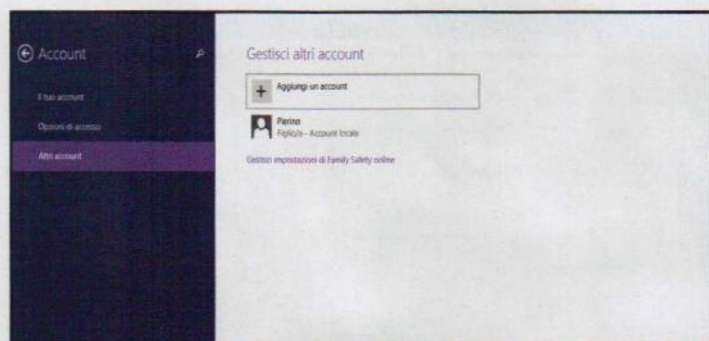 Account
Il tuo account
Opzioni di accesso
Altri account
Gestisci altri account
Aggiungi un account
Pierino
Figlio/a - Account locale
Gestisci impostazioni di Family Safety online